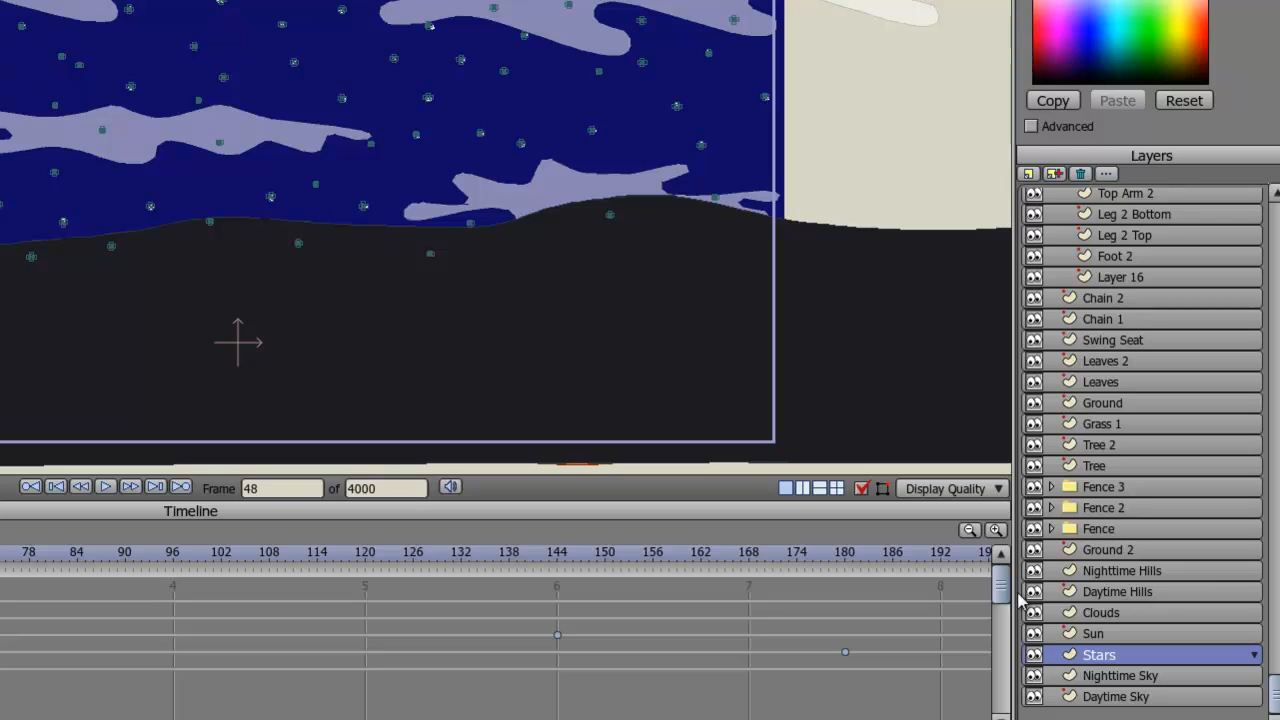 Copy Paste Reset
Advanced
Layers
Top Arm 2
Leg 2 Bottom
Leg 2 Top
Foot 2
Layer 16
Chain 2
Chain 1
Swing Seat
Leaves 2
Leaves
Ground
Grass 1
Tree 2
Tree
Fence 3
Fence 2
Fence
Ground 2
Nighttime Hills
Daytime Hills
Clouds
Sun
Stars
Nighttime Sky
Daytime Sky
Frame 48 of 4000 Display Quality
Timeline
78 84 90 96 102 108 114 120 126 132 138 144 150 156 162 168 174 180 186 192
4 5 6 7 8